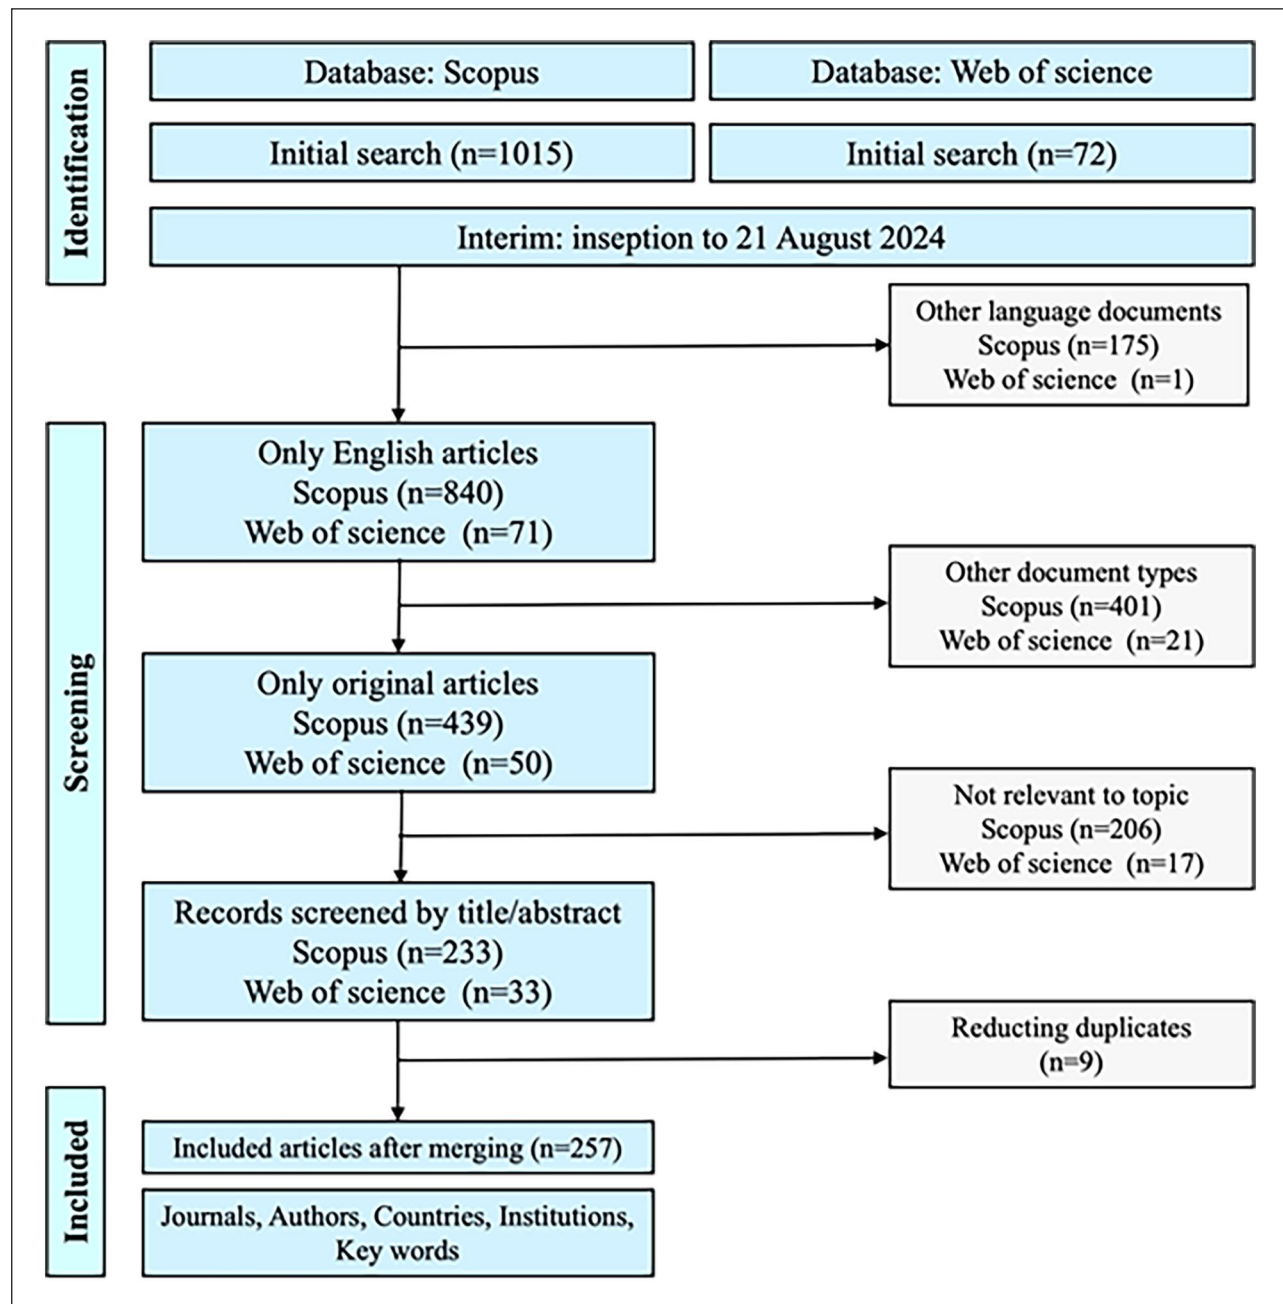 Identification
Database: Scopus
Database: Web of science
Initial search (n=1015)
Initial search (n=72)
Interim: inseption to 21 August 2024
Other language documents
Scopus (n=175)
Web of science (n=1)
Screening
Only English articles
Scopus (n=840)
Web of science (n=71)
Other document types
Scopus (n=401)
Web of science (n=21)
Only original articles
Scopus (n=439)
Web of science (n=50)
Not relevant to topic
Scopus (n=206)
Web of science (n=17)
Records screened by title/abstract
Scopus (n=233)
Web of science (n=33)
Reducting duplicates
(n=9)
Included
Included articles after merging (n=257)
Journals, Authors, Countries, Institutions,
Key words